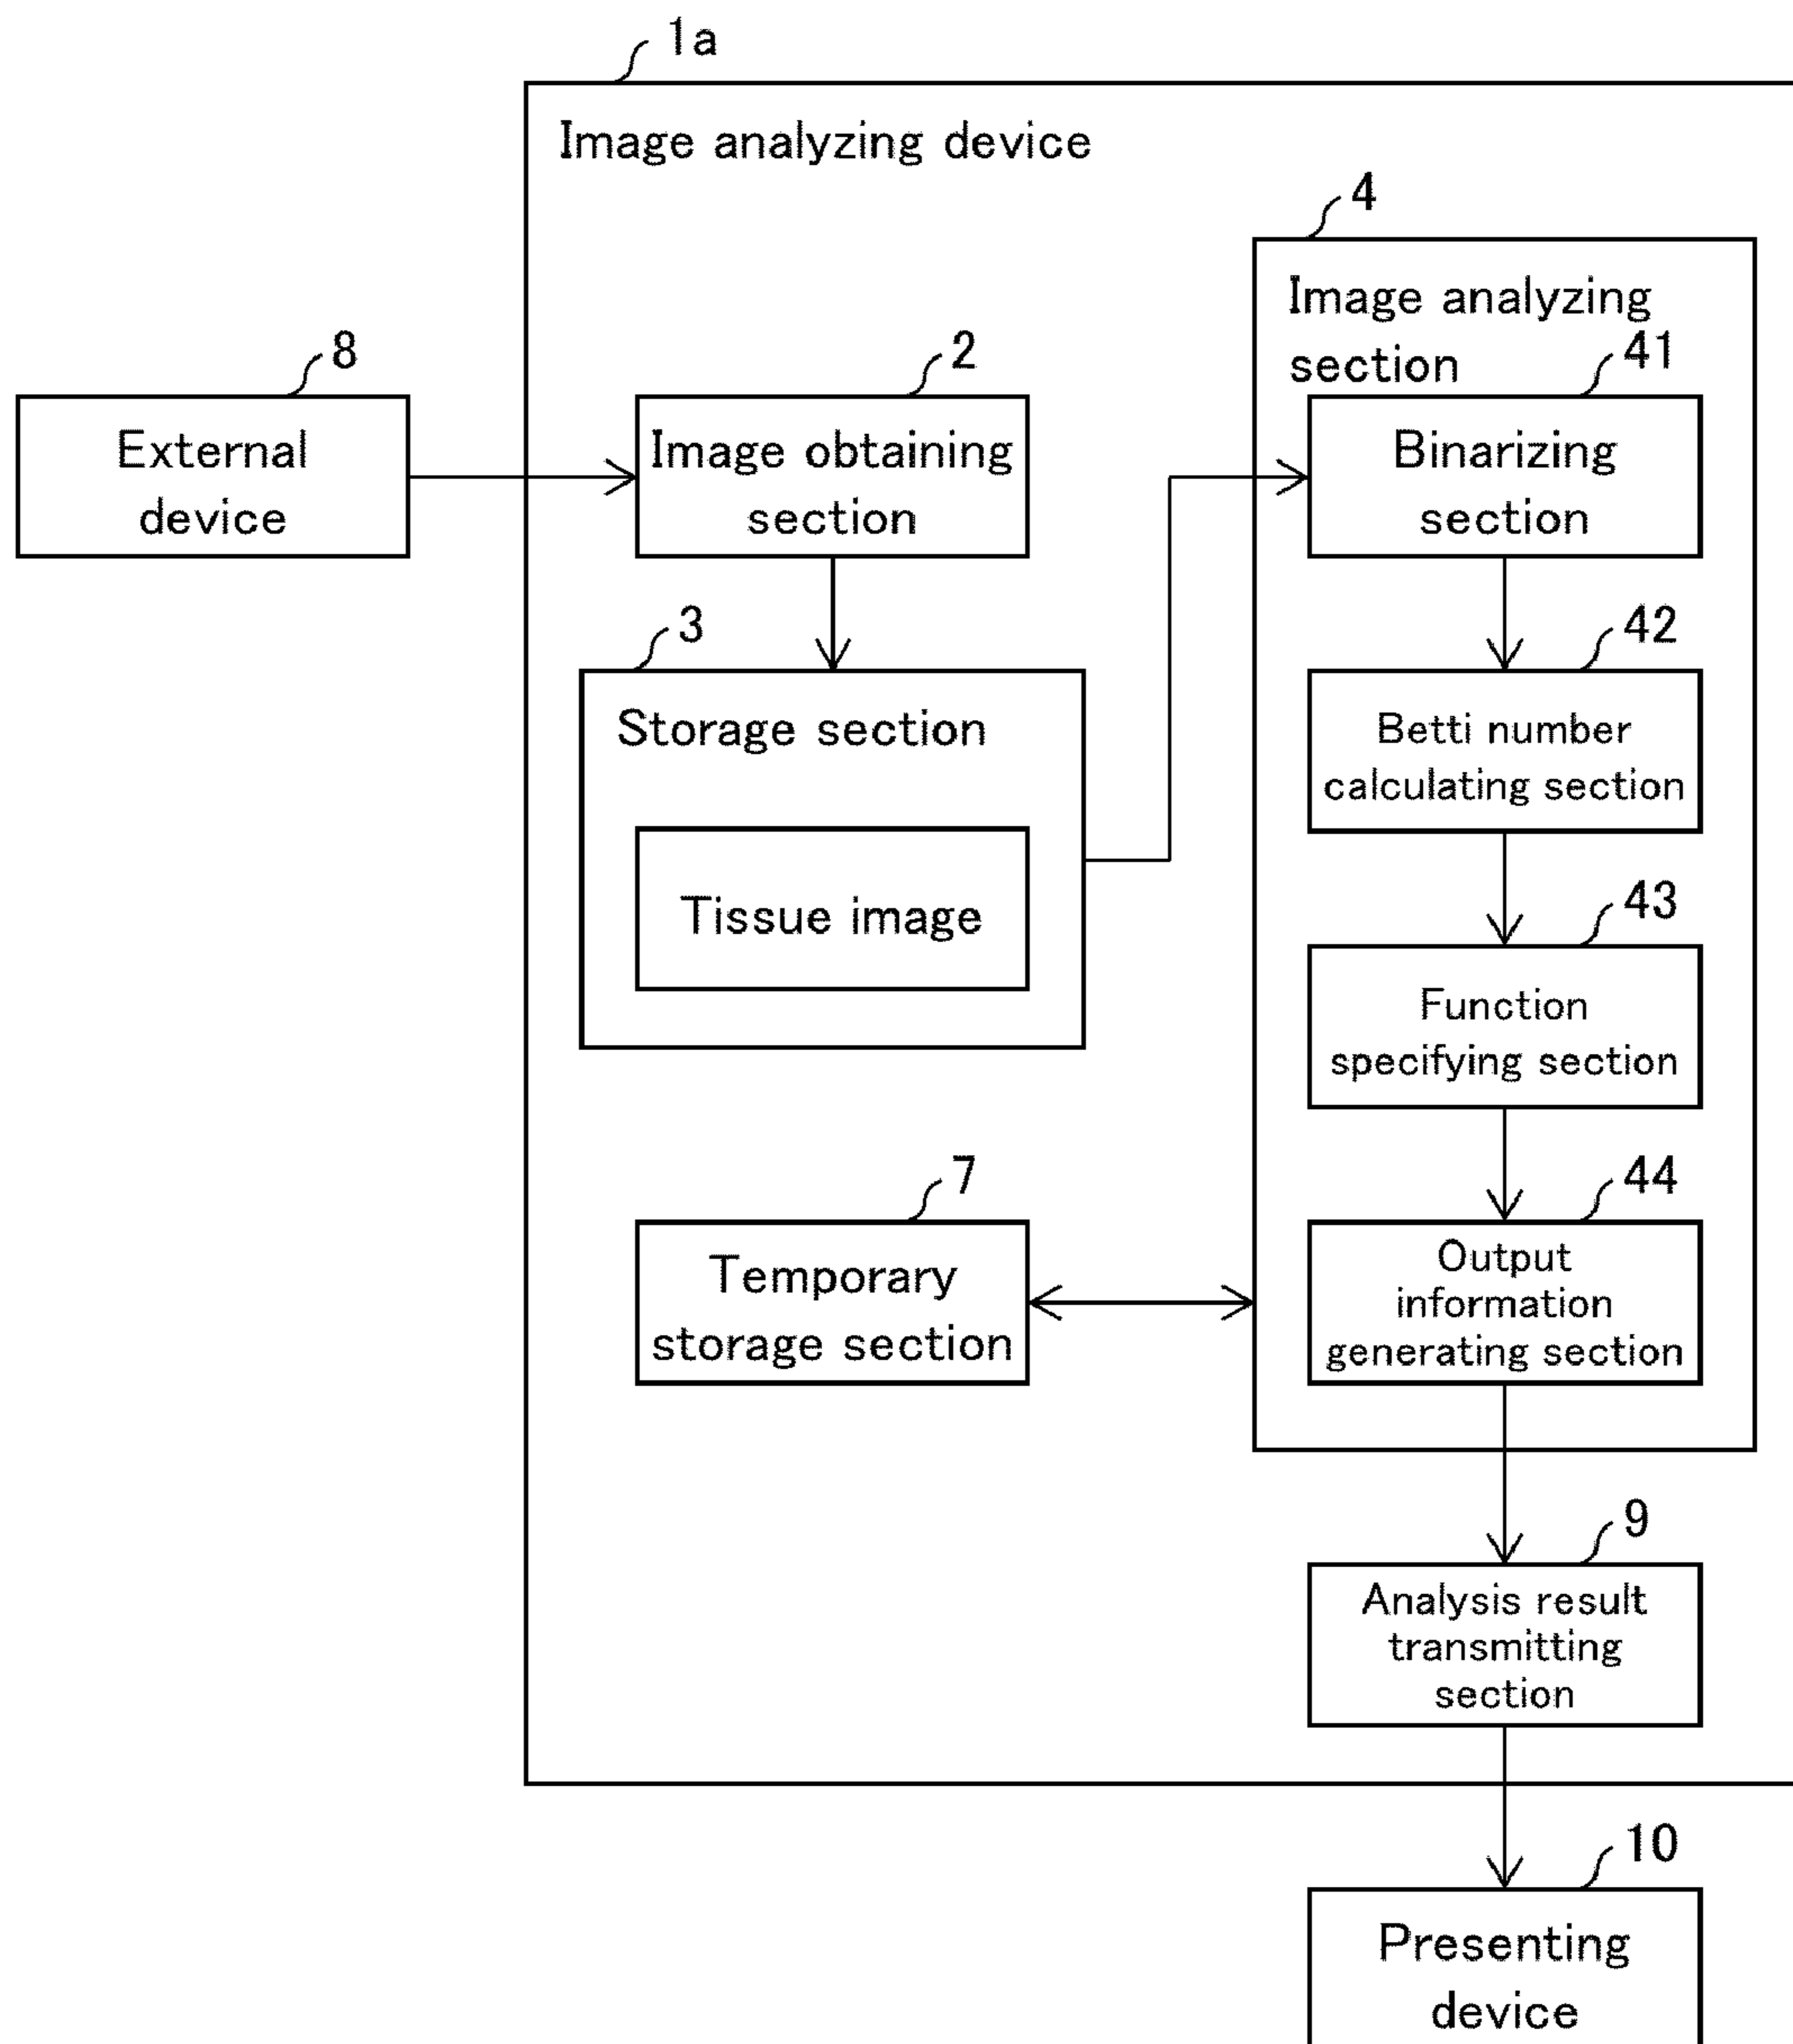 1a
Image analyzing device
4
Image analyzing
section
8
External
device
2
Image obtaining
section
41
Binarizing
section
3
Storage section
Tissue image
42
Betti number
calculating section
43
Function
specifying section
7
Temporary
storage section
44
Output
information
generating section
9
Analysis result
transmitting
section
10
Presenting
device